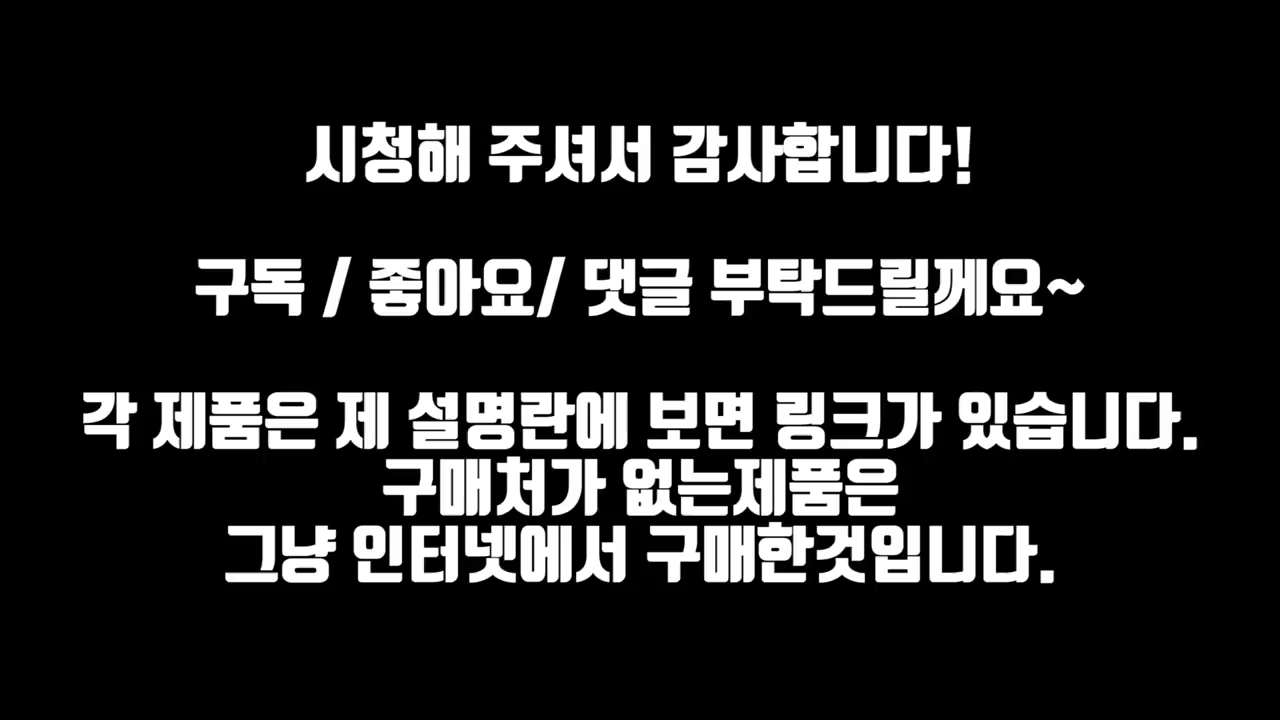 시청해 주셔서 감사합니다!
구독 / 좋아요/ 댓글 부탁드릴께요~
각 제품은 제 설명란에 보면 링크가 있습니다.
구매처가 없는제품은
그냥 인터넷에서 구매한것입니다.